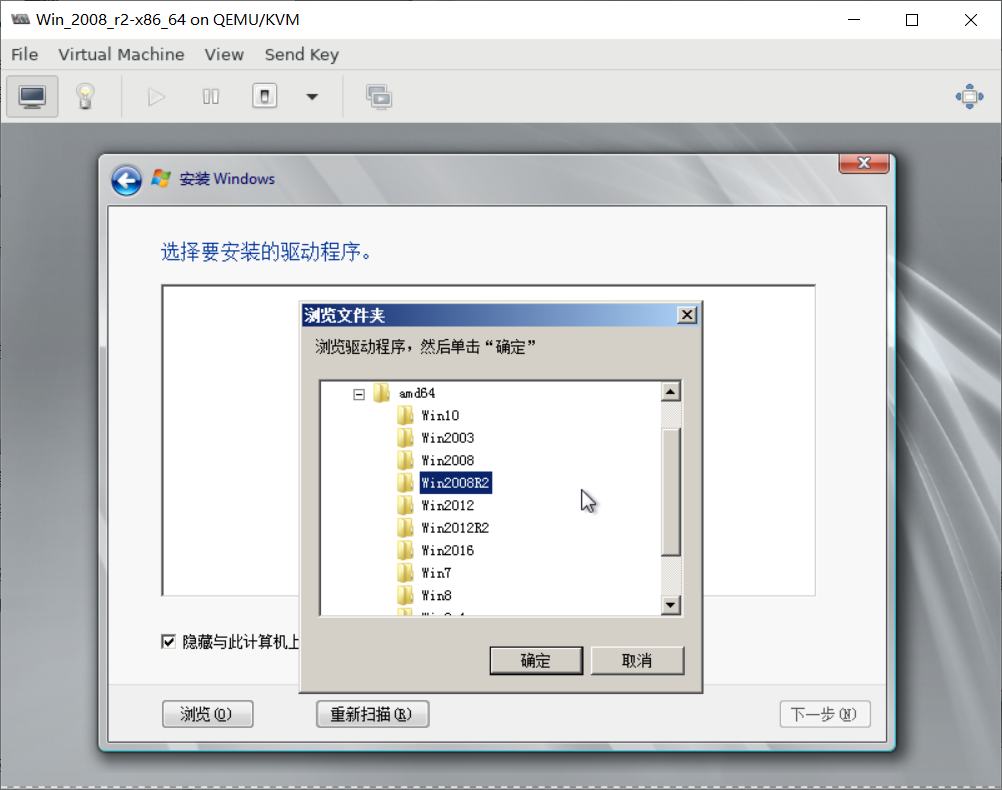 Win_2008_r2-x86_64 on QEMU/KVM
File Virtual Machine View Send Key
安装 Windows
选择要安装的驱动程序。
浏览文件夹
浏览驱动程序，然后单击“确定”
amd64
Win10
Win2003
Win2008
Win2008R2
Win2012
Win2012R2
Win2016
Win7
Win8
隐藏与此计算机上
确定 取消
浏览(O) 重新扫描(R) 下一步(N)